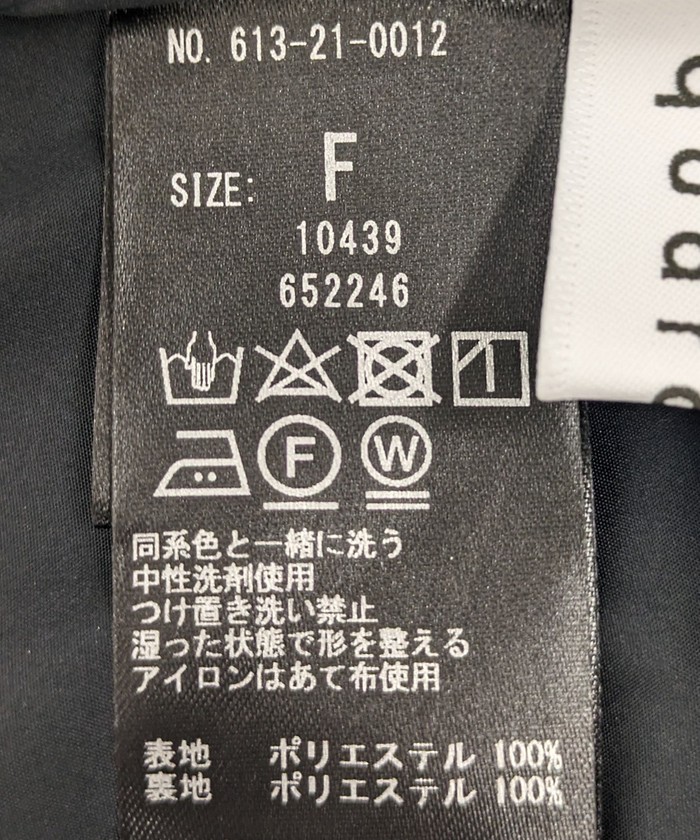 NO. 613-21-0012
SIZE: F
10439
652246
F W
同系色と一緒に洗う
中性洗剤使用
つけ置き洗い禁止
湿った状態で形を整える
アイロンはあて布使用
表地 ポリエステル 100%
裏地 ポリエステル 100%